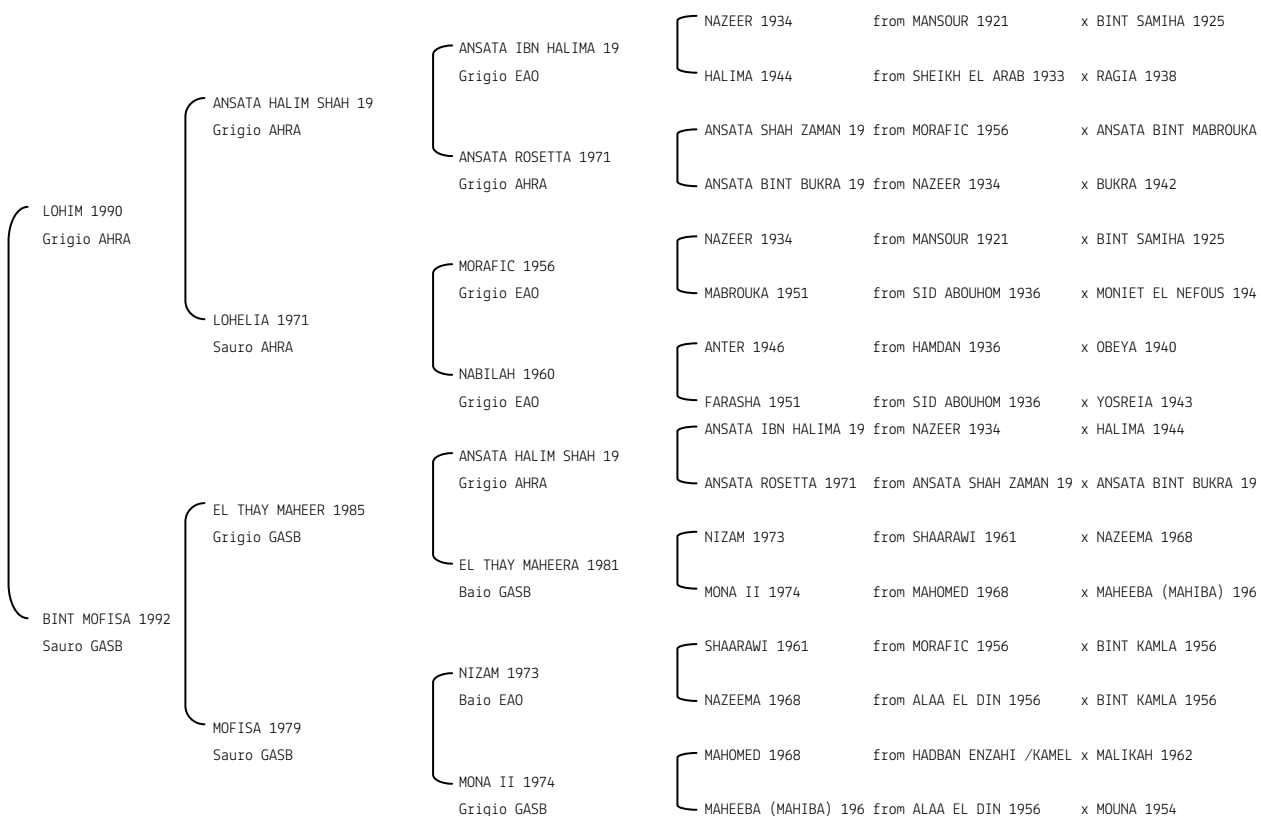 NAZEER 1934 from MANSOUR 1921 x BINT SAMIHA 1925
ANSATA IBN HALIMA 19
Grigio EAO HALIMA 1944 from SHEIKH EL ARAB 1933 x RAGIA 1938
ANSATA HALIM SHAH 19
Grigio AHRA ANSATA SHAH ZAMAN 19 from MORAFIC 1956 x ANSATA BINT MABROUKA
ANSATA ROSETTA 1971
Grigio AHRA ANSATA BINT BUKRA 19 from NAZEER 1934 x BUKRA 1942
LOHIM 1990
Grigio AHRA NAZEER 1934 from MANSOUR 1921 x BINT SAMIHA 1925
MORAFIC 1956
Grigio EAO MABROUKA 1951 from SID ABOUHOM 1936 x MONIET EL NEFOUS 194
LOHELIA 1971
Sauro AHRA ANTER 1946 from HAMDAN 1936 x OBEYA 1940
NABILAH 1960
Grigio EAO FARASHA 1951 from SID ABOUHOM 1936 x YOSREIA 1943
ANSATA IBN HALIMA 19 from NAZEER 1934 x HALIMA 1944
ANSATA HALIM SHAH 19
Grigio AHRA ANSATA ROSETTA 1971 from ANSATA SHAH ZAMAN 19 x ANSATA BINT BUKRA 19
EL THAY MAHEER 1985
Grigio GASB NIZAM 1973 from SHAARAWI 1961 x NAZEEMA 1968
EL THAY MAHEERA 1981
Baio GASB MONA II 1974 from MAHOMED 1968 x MAHEEBA (MAHIBA) 196
BINT MOFISA 1992
Sauro GASB SHAARAWI 1961 from MORAFIC 1956 x BINT KAMLA 1956
NIZAM 1973
Baio EAO NAZEEMA 1968 from ALAA EL DIN 1956 x BINT KAMLA 1956
MOFISA 1979
Sauro GASB MAHOMED 1968 from HADBAN ENZAHI /KAMEL x MALIKAH 1962
MONA II 1974
Grigio GASB MAHEEBA (MAHIBA) 196 from ALAA EL DIN 1956 x MOUNA 1954